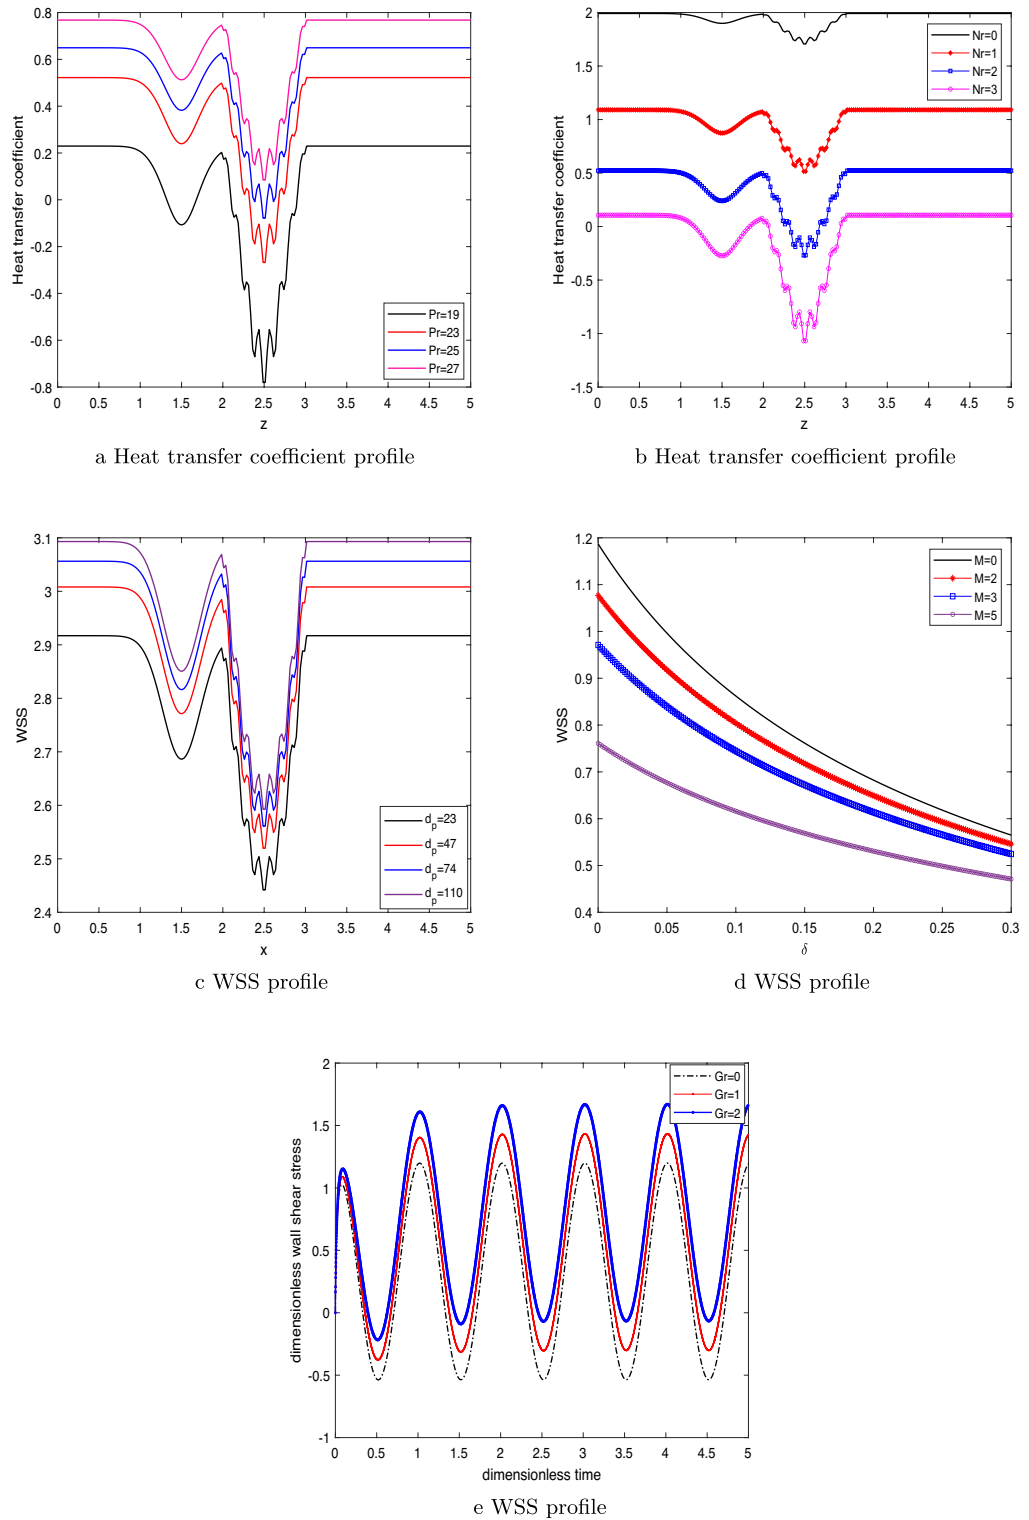 0.8
0.6
0.4
0.2
0
-0.2
-0.4
-0.6
-0.8
Heat transfer coefficient
Pr=19
Pr=23
Pr=25
Pr=27
0 0.5 1 1.5 2 2.5 3 3.5 4 4.5 5
z
a Heat transfer coefficient profile
2
1.5
1
0.5
0
-0.5
-1
-1.5
Heat transfer coefficient
Nr=0
Nr=1
Nr=2
Nr=3
0 0.5 1 1.5 2 2.5 3 3.5 4 4.5 5
z
b Heat transfer coefficient profile
3.1
3
2.9
2.8
2.7
2.6
2.5
2.4
WSS
d_p=23
d_p=47
d_p=74
d_p=110
0 0.5 1 1.5 2 2.5 3 3.5 4 4.5 5
x
c WSS profile
1.2
1.1
1
0.9
0.8
0.7
0.6
0.5
0.4
WSS
M=0
M=2
M=3
M=5
0 0.05 0.1 0.15 0.2 0.25 0.3
δ
d WSS profile
2
1.5
1
0.5
0
-0.5
-1
dimensionless wall shear stress
Gr=0
Gr=1
Gr=2
0 0.5 1 1.5 2 2.5 3 3.5 4 4.5 5
dimensionless time
e WSS profile